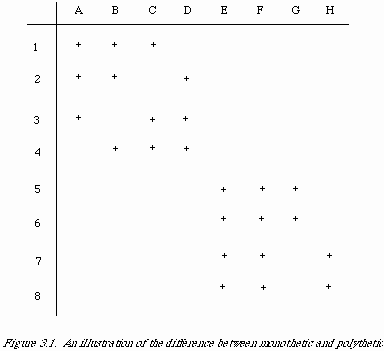 A B C D E F G H
1 + + +
2 + + +
3 + + +
4 + + +
5 + + +
6 + + +
7 + + +
8 + + +
Figure 3.1. An illustration of the difference between monothetic and polythetic